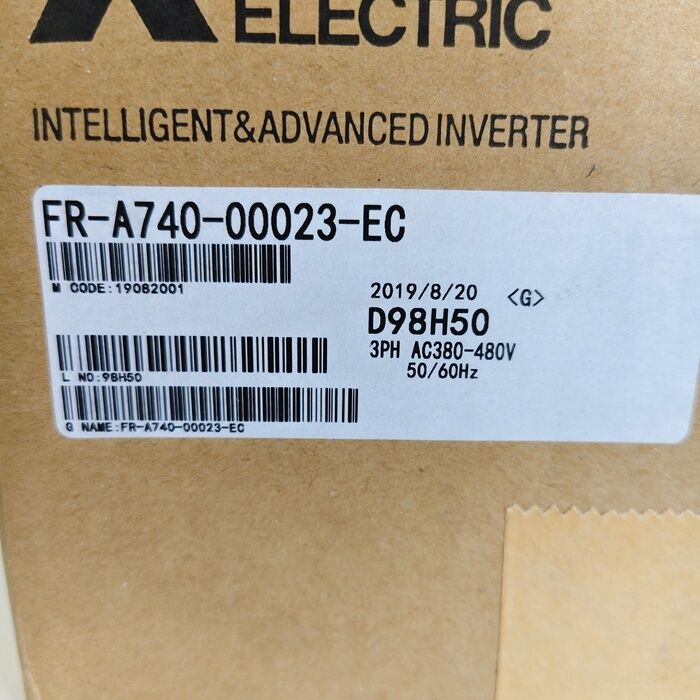 ELECTRIC
INTELLIGENT&ADVANCED INVERTER
FR-A740-00023-EC
M CODE:19082001
2019/8/20 <G>
D98H50
3PH AC380-480V
50/60Hz
L NO:98H50
G NAME:FR-A740-00023-EC